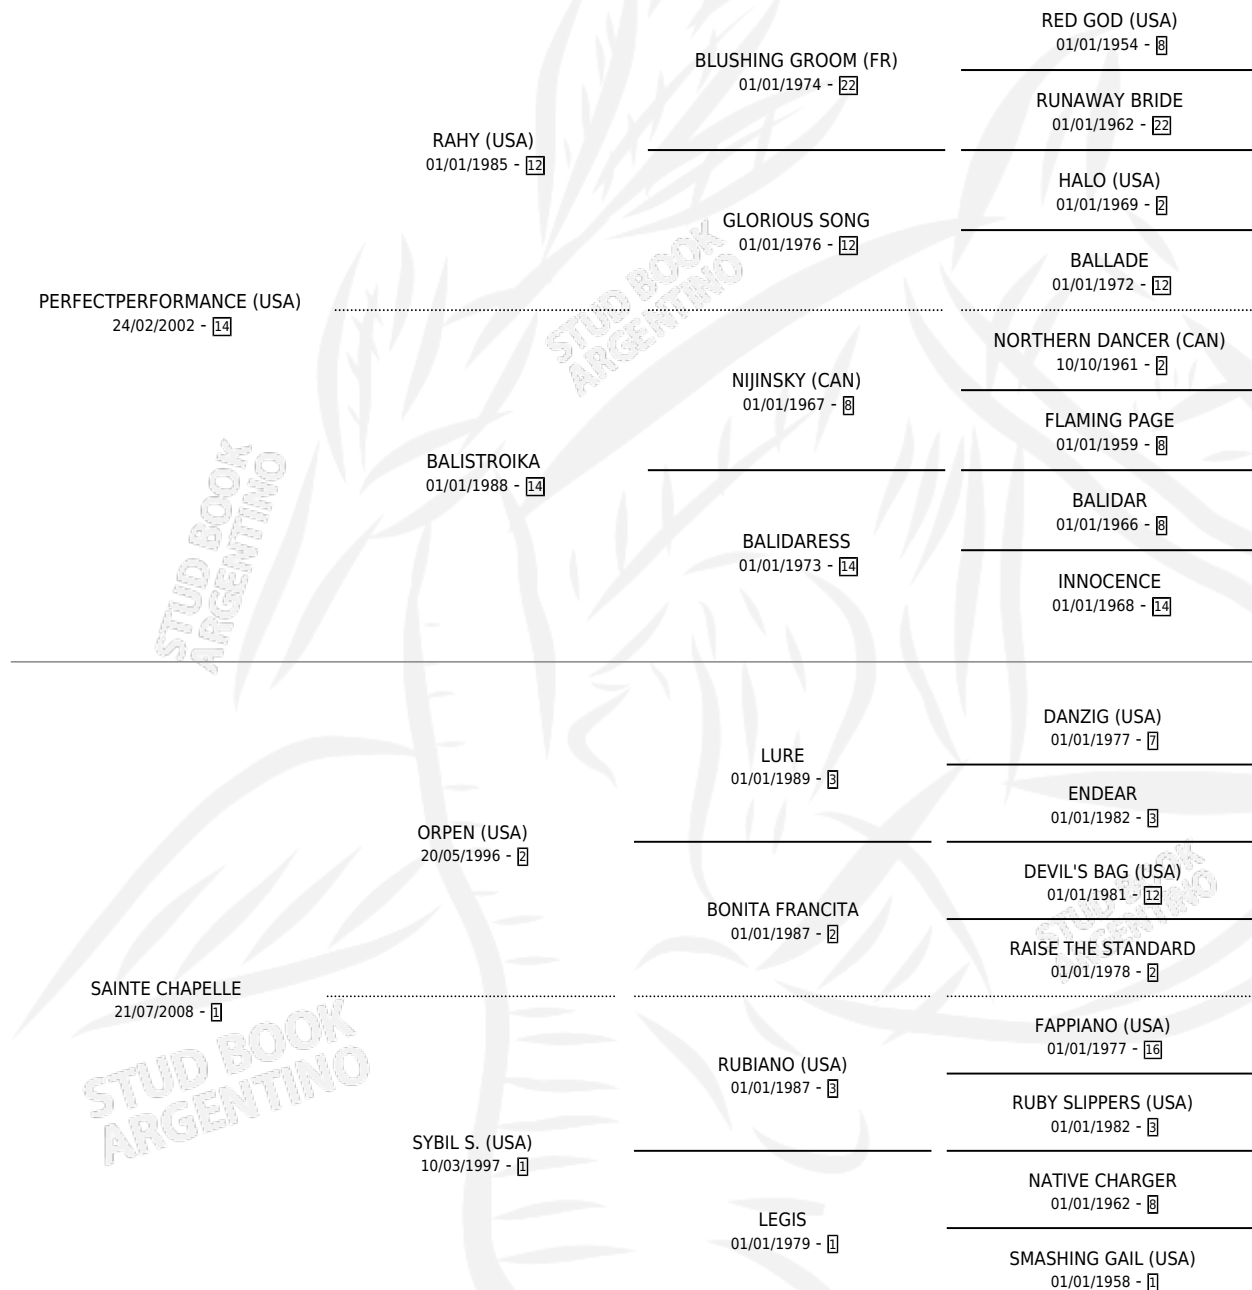 RED GOD (USA)
01/01/1954 - 8
BLUSHING GROOM (FR)
01/01/1974 - 22
RUNAWAY BRIDE
01/01/1962 - 22
RAHY (USA)
01/01/1985 - 12
HALO (USA)
01/01/1969 - 2
GLORIOUS SONG
01/01/1976 - 12
BALLADE
01/01/1972 - 12
PERFECTPERFORMANCE (USA)
24/02/2002 - 14
NORTHERN DANCER (CAN)
10/10/1961 - 2
NIJINSKY (CAN)
01/01/1967 - 8
FLAMING PAGE
01/01/1959 - 8
BALISTROIKA
01/01/1988 - 14
BALIDAR
01/01/1966 - 8
BALIDARESS
01/01/1973 - 14
INNOCENCE
01/01/1968 - 14
DANZIG (USA)
01/01/1977 - 7
LURE
01/01/1989 - 3
ENDEAR
01/01/1982 - 3
ORPEN (USA)
20/05/1996 - 2
DEVIL'S BAG (USA)
01/01/1981 - 12
BONITA FRANCITA
01/01/1987 - 2
RAISE THE STANDARD
01/01/1978 - 2
SAINTE CHAPELLE
21/07/2008 - 1
FAPPIANO (USA)
01/01/1977 - 16
RUBIANO (USA)
01/01/1987 - 3
RUBY SLIPPERS (USA)
01/01/1982 - 3
SYBIL S. (USA)
10/03/1997 - 1
NATIVE CHARGER
01/01/1962 - 8
LEGIS
01/01/1979 - 1
SMASHING GAIL (USA)
01/01/1958 - 1
STUD BOOK
ARGENTINO
STUD BOOK
ARGENTINO
STUD BOOK
ARGENTINO
STUD BOOK
ARGENTINO